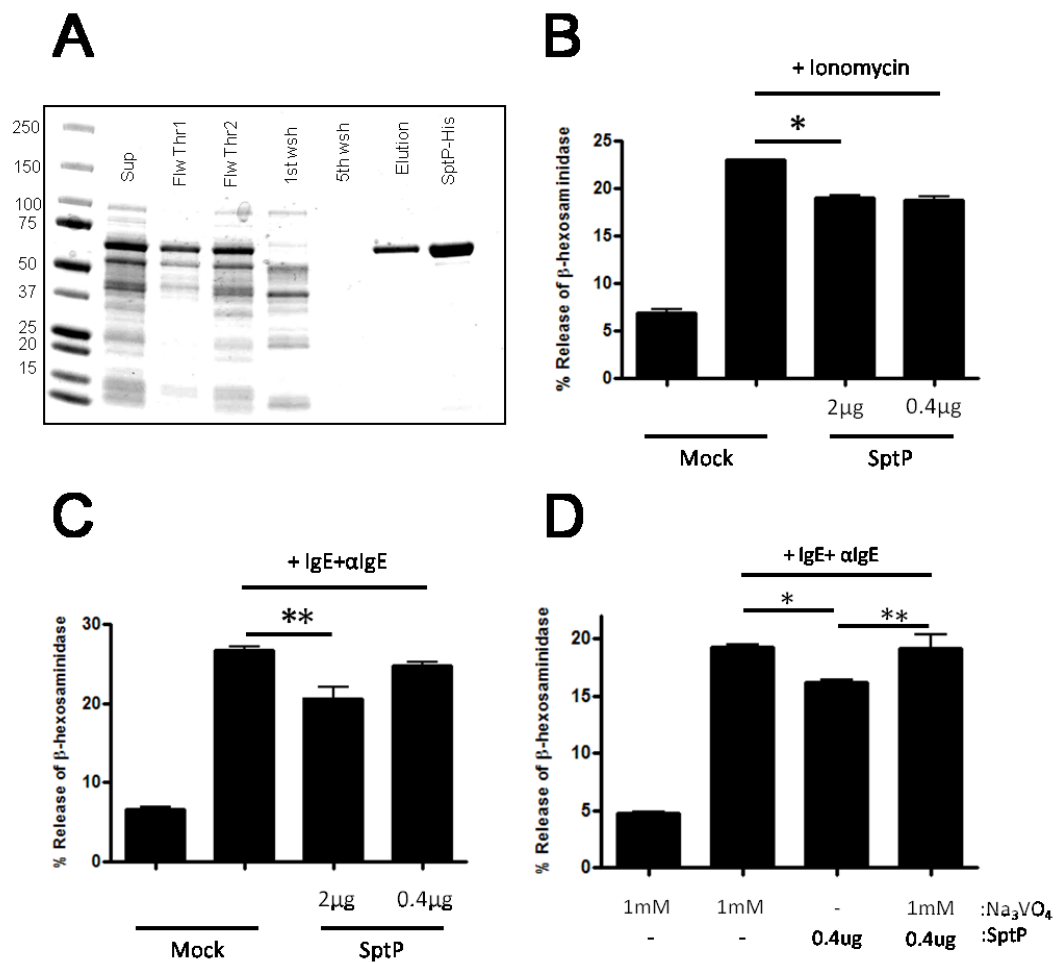 A
250
150
100
75
50
37
25
20
15
Sup
Flw Thr1
Flw Thr2
1st wsh
5th wsh
Elution
SptP-His
B
+ Ionomycin
*
% Release of β-hexosaminidase
25
20
15
10
5
0
2µg 0.4µg
Mock SptP
C
+ IgE+αIgE
**
% Release of β-hexosaminidase
30
20
10
0
2µg 0.4µg
Mock SptP
D
+ IgE+ αIgE
* **
% Release of β-hexosaminidase
20
15
10
5
0
1mM 1mM - 1mM :Na₃VO₄
- - 0.4ug 0.4ug :SptP